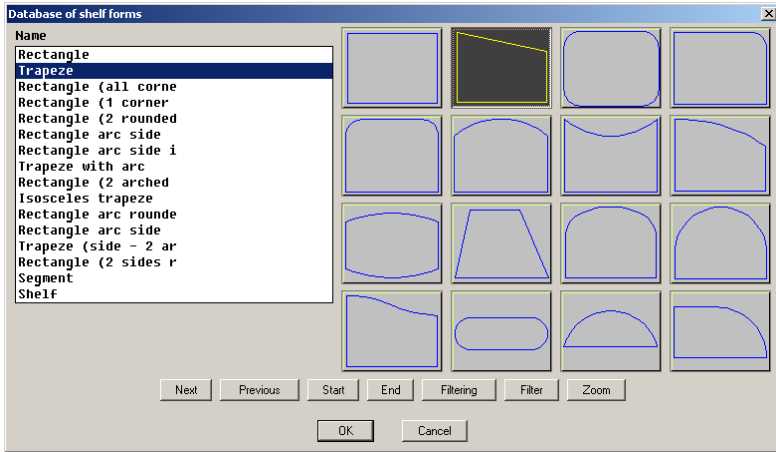 Database of shelf forms
Name
Rectangle
Trapeze
Rectangle (all corne
Rectangle (1 corner
Rectangle (2 rounded
Rectangle arc side
Rectangle arc side i
Trapeze with arc
Rectangle (2 arched
Isosceles trapeze
Rectangle arc rounde
Rectangle arc side
Trapeze (side - 2 ar
Rectangle (2 sides r
Segment
Shelf
Next Previous Start End Filtering Filter Zoom
OK Cancel